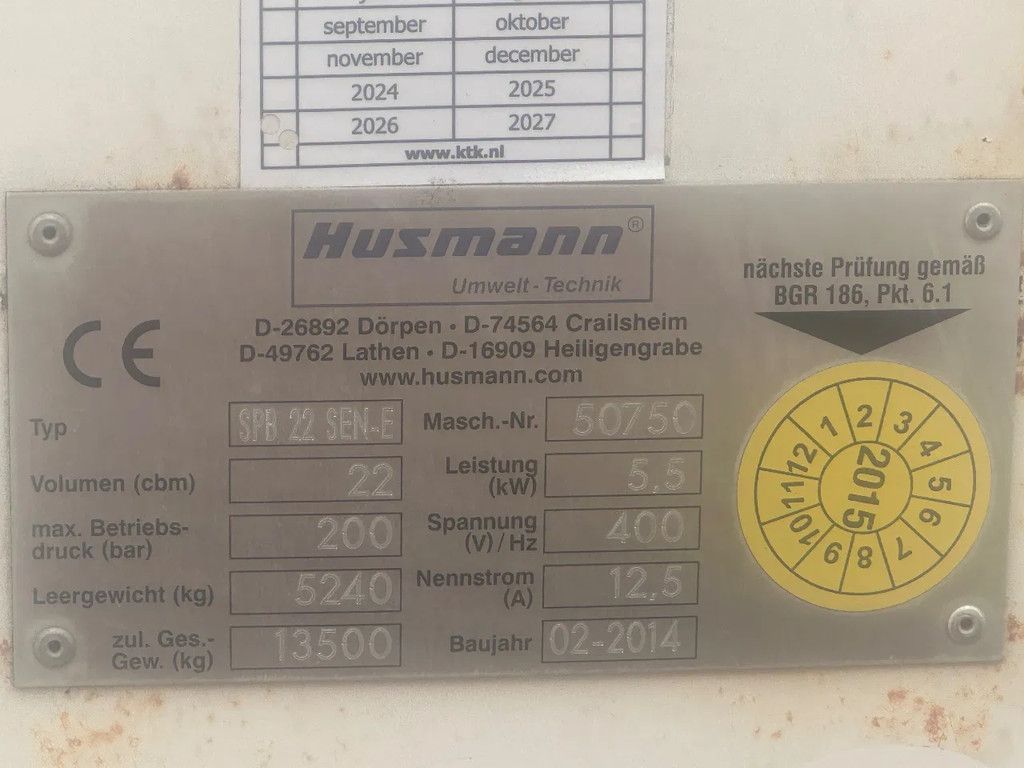 september oktober
november december
2024 2025
2026 2027
www.ktk.nl
Husmann®
Umwelt-Technik
D-26892 Dörpen · D-74564 Crailsheim
D-49762 Lathen · D-16909 Heiligengrabe
www.husmann.com
CE
nächste Prüfung gemäß
BGR 186, Pkt. 6.1
Typ SPB 22 SEN-E
Volumen (cbm) 22
max. Betriebs-
druck (bar) 200
Leergewicht (kg) 5240
zul. Ges.-
Gew. (kg) 13500
Masch.-Nr. 50750
Leistung
(kW) 5,5
Spannung
(V) / Hz 400
Nennstrom
(A) 12,5
Baujahr 02-2014
1 2 3 4 5 6 7 8 9 10 11 12
2015